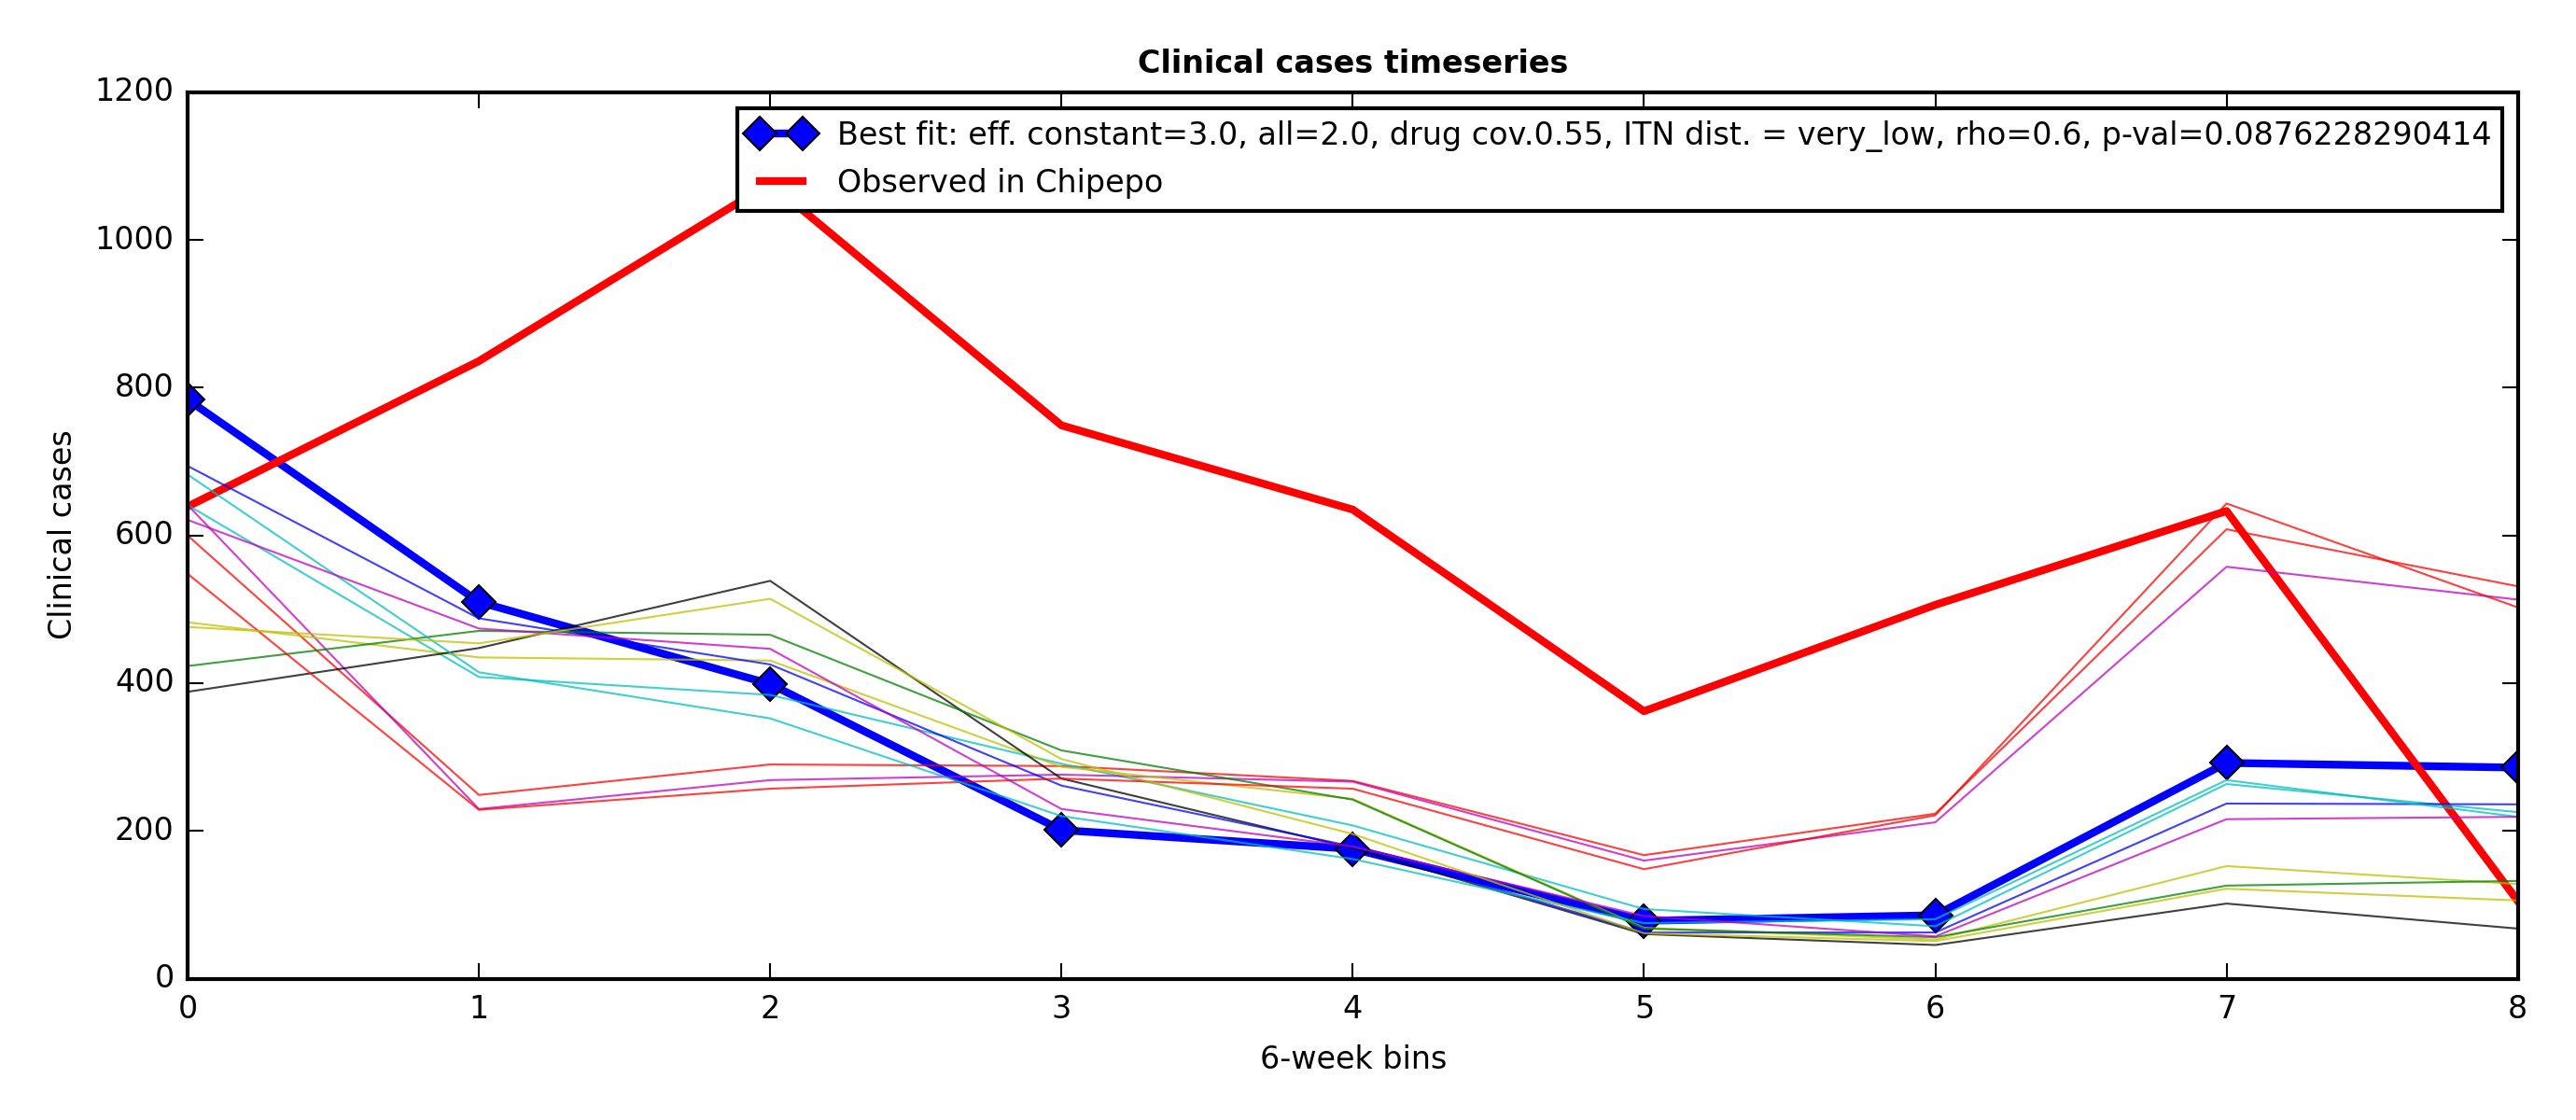 Clinical cases timeseries
Best fit: eff. constant=3.0, all=2.0, drug cov.0.55, ITN dist. = very_low, rho=0.6, p-val=0.0876228290414
Observed in Chipepo
1200
1000
800
600
400
200
0
Clinical cases
0 1 2 3 4 5 6 7 8
6-week bins